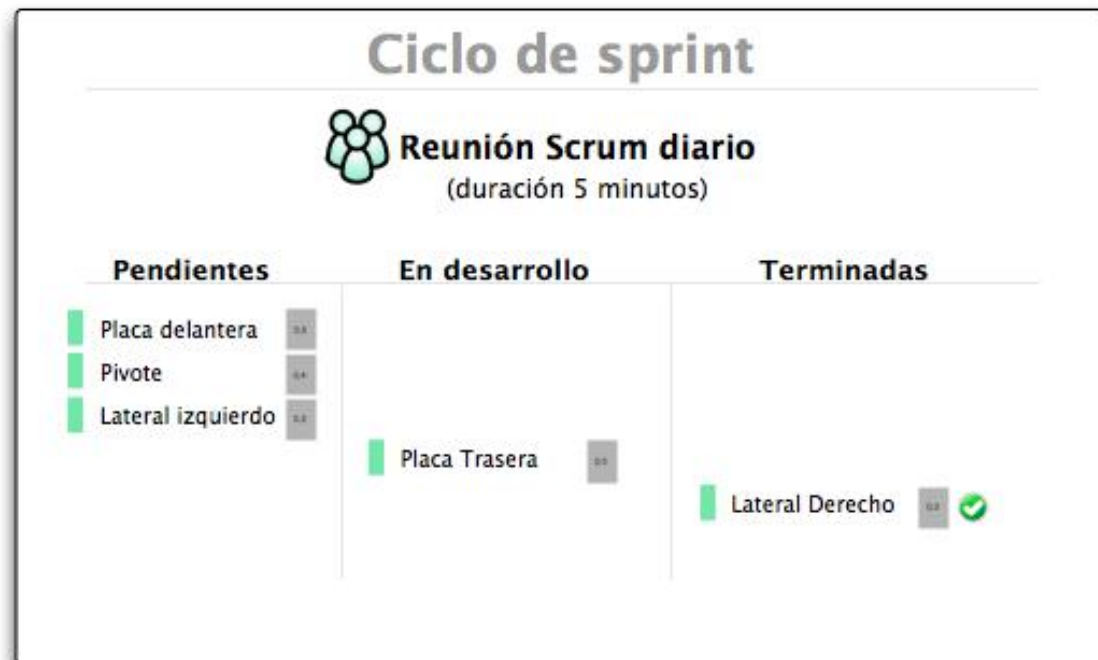 Ciclo de sprint
Reunión Scrum diario
(duración 5 minutos)
Pendientes
En desarrollo
Terminadas
Placa delantera
Pivote
Lateral izquierdo
Placa Trasera
Lateral Derecho